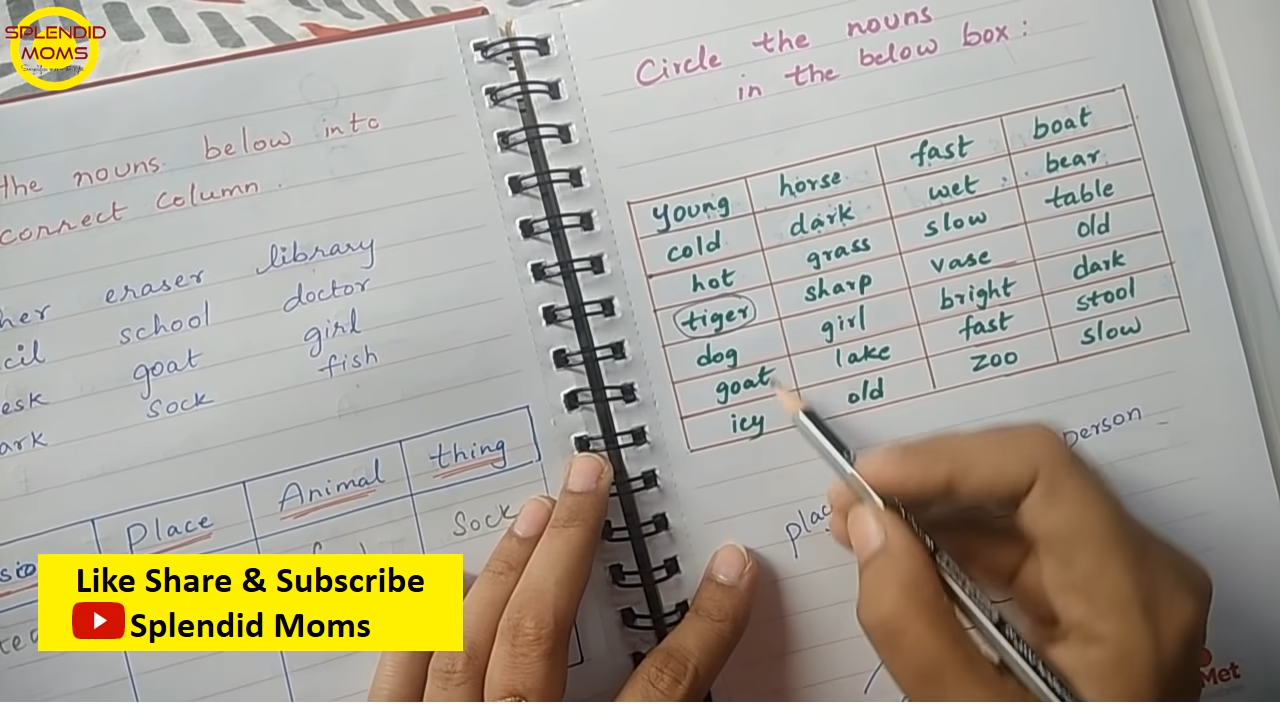 SPLENDID
MOMS
the nouns below into
correct column.
her eraser library
cil school doctor
esk goat girl
ark sock fish
Place Animal thing
Sock
Circle the nouns
in the below box:
young horse fast boat
cold dark wet bear
hot grass slow table
tiger sharp vase old
dog girl bright dark
goat lake fast stool
icy old zoo slow
person
plac
Like Share & Subscribe
Splendid Moms
Met